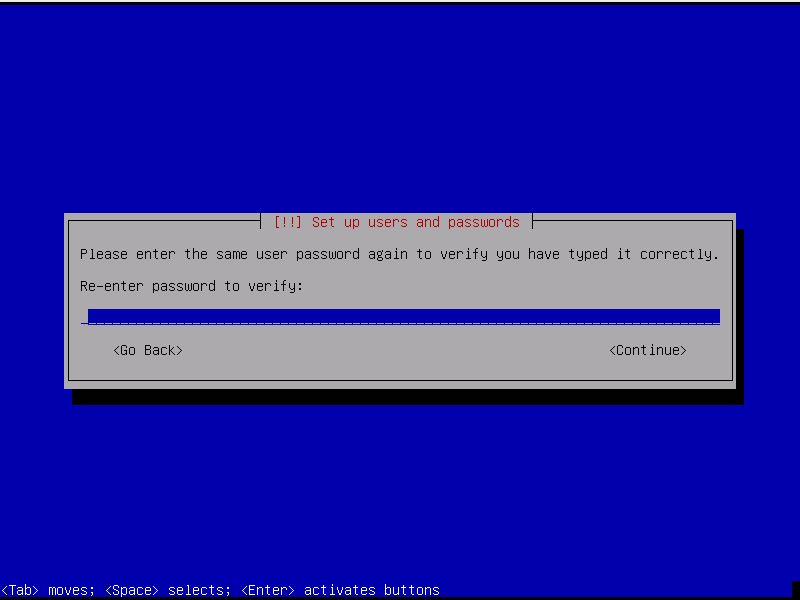 [!!] Set up users and passwords
Please enter the same user password again to verify you have typed it correctly.
Re-enter password to verify:
<Go Back> <Continue>
<Tab> moves; <Space> selects; <Enter> activates buttons